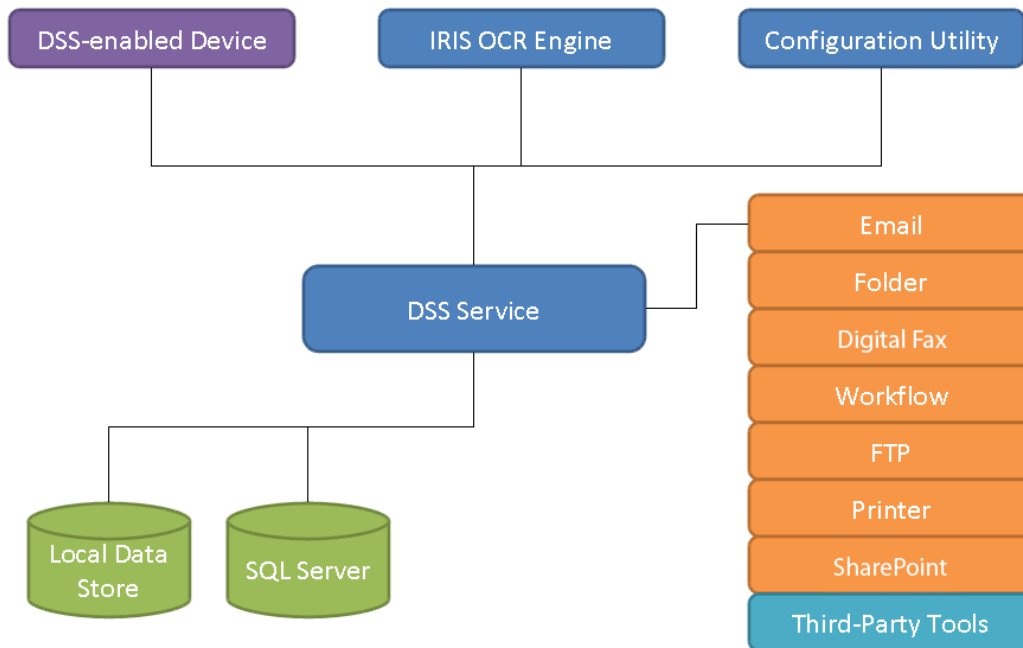 DSS-enabled Device
IRIS OCR Engine
Configuration Utility
Email
Folder
DSS Service
Digital Fax
Workflow
FTP
Printer
SharePoint
Third-Party Tools
Local Data
Store
SQL Server